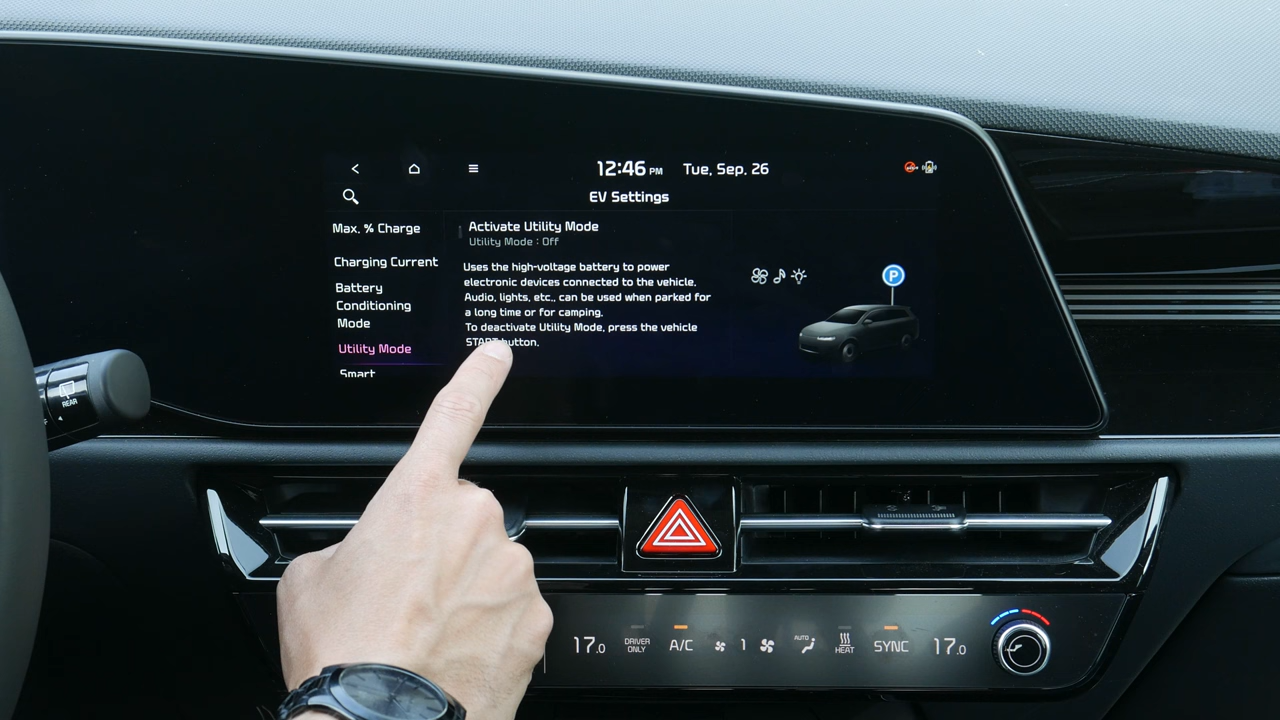 12:46 PM Tue, Sep. 26
EV Settings
Max. % Charge
Charging Current
Battery
Conditioning
Mode
Utility Mode
Smart
Activate Utility Mode
Utility Mode : Off
Uses the high-voltage battery to power
electronic devices connected to the vehicle.
Audio, lights, etc., can be used when parked for
a long time or for camping.
To deactivate Utility Mode, press the vehicle
START button.
P
REAR
17.0 DRIVER ONLY A/C 1 AUTO HEAT SYNC 17.0